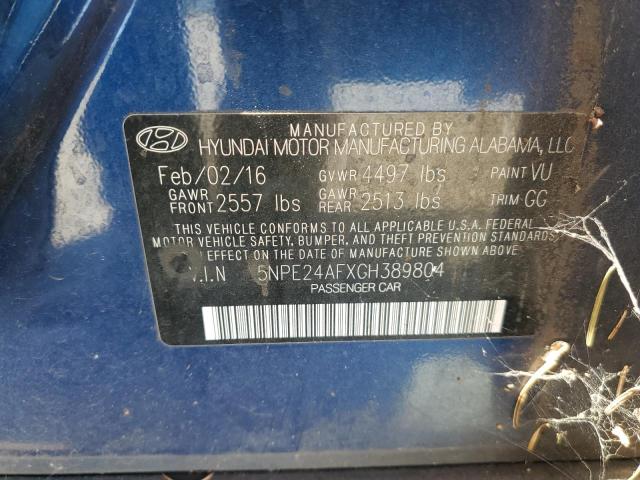 MANUFACTURED BY
HYUNDAI MOTOR MANUFACTURING ALABAMA, LLC
Feb/02/16 GVWR 4497 lbs PAINT VU
GAWR FRONT 2557 lbs GAWR REAR 2513 lbs TRIM GG
THIS VEHICLE CONFORMS TO ALL APPLICABLE U.S.A. FEDERAL
MOTOR VEHICLE SAFETY, BUMPER, AND THEFT PREVENTION STANDARDS
IN EFFECT ON THE DATE OF MANUFACTURE SHOWN ABOVE
V.I.N 5NPE24AFXGH389804
PASSENGER CAR